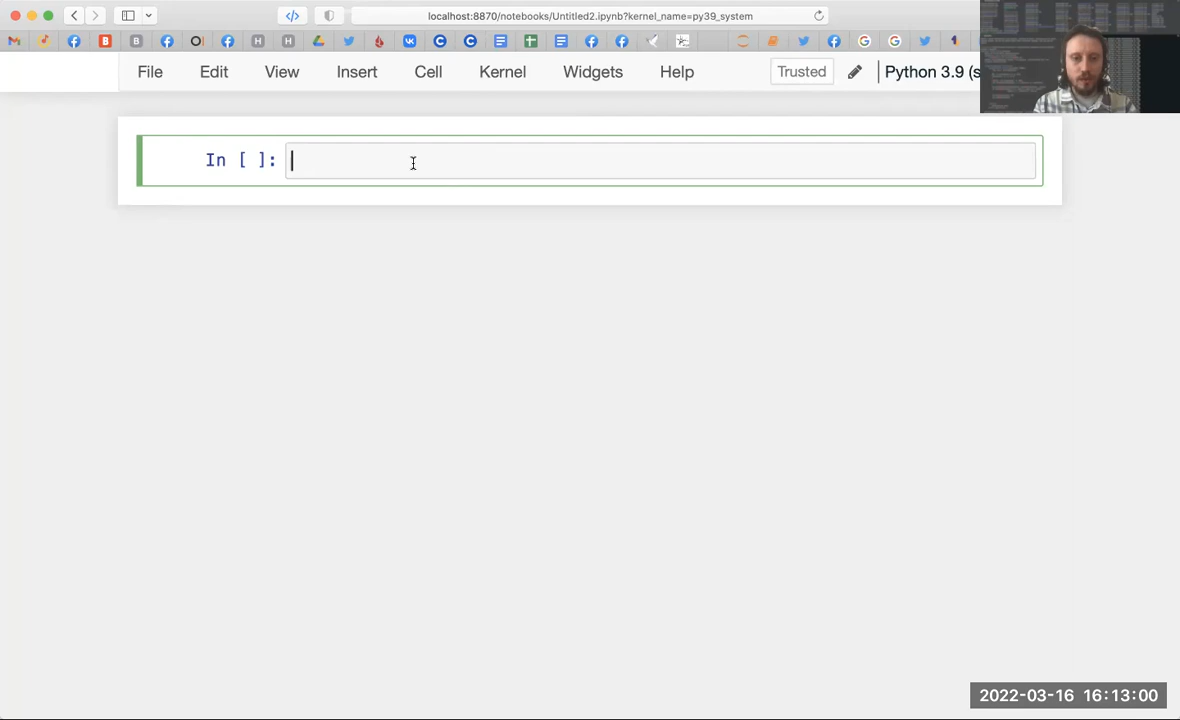 localhost:8870/notebooks/Untitled2.ipynb?kernel_name=py39_system
File Edit View Insert Cell Kernel Widgets Help Trusted Python 3.9 (s
In [ ]:
2022-03-16 16:13:00